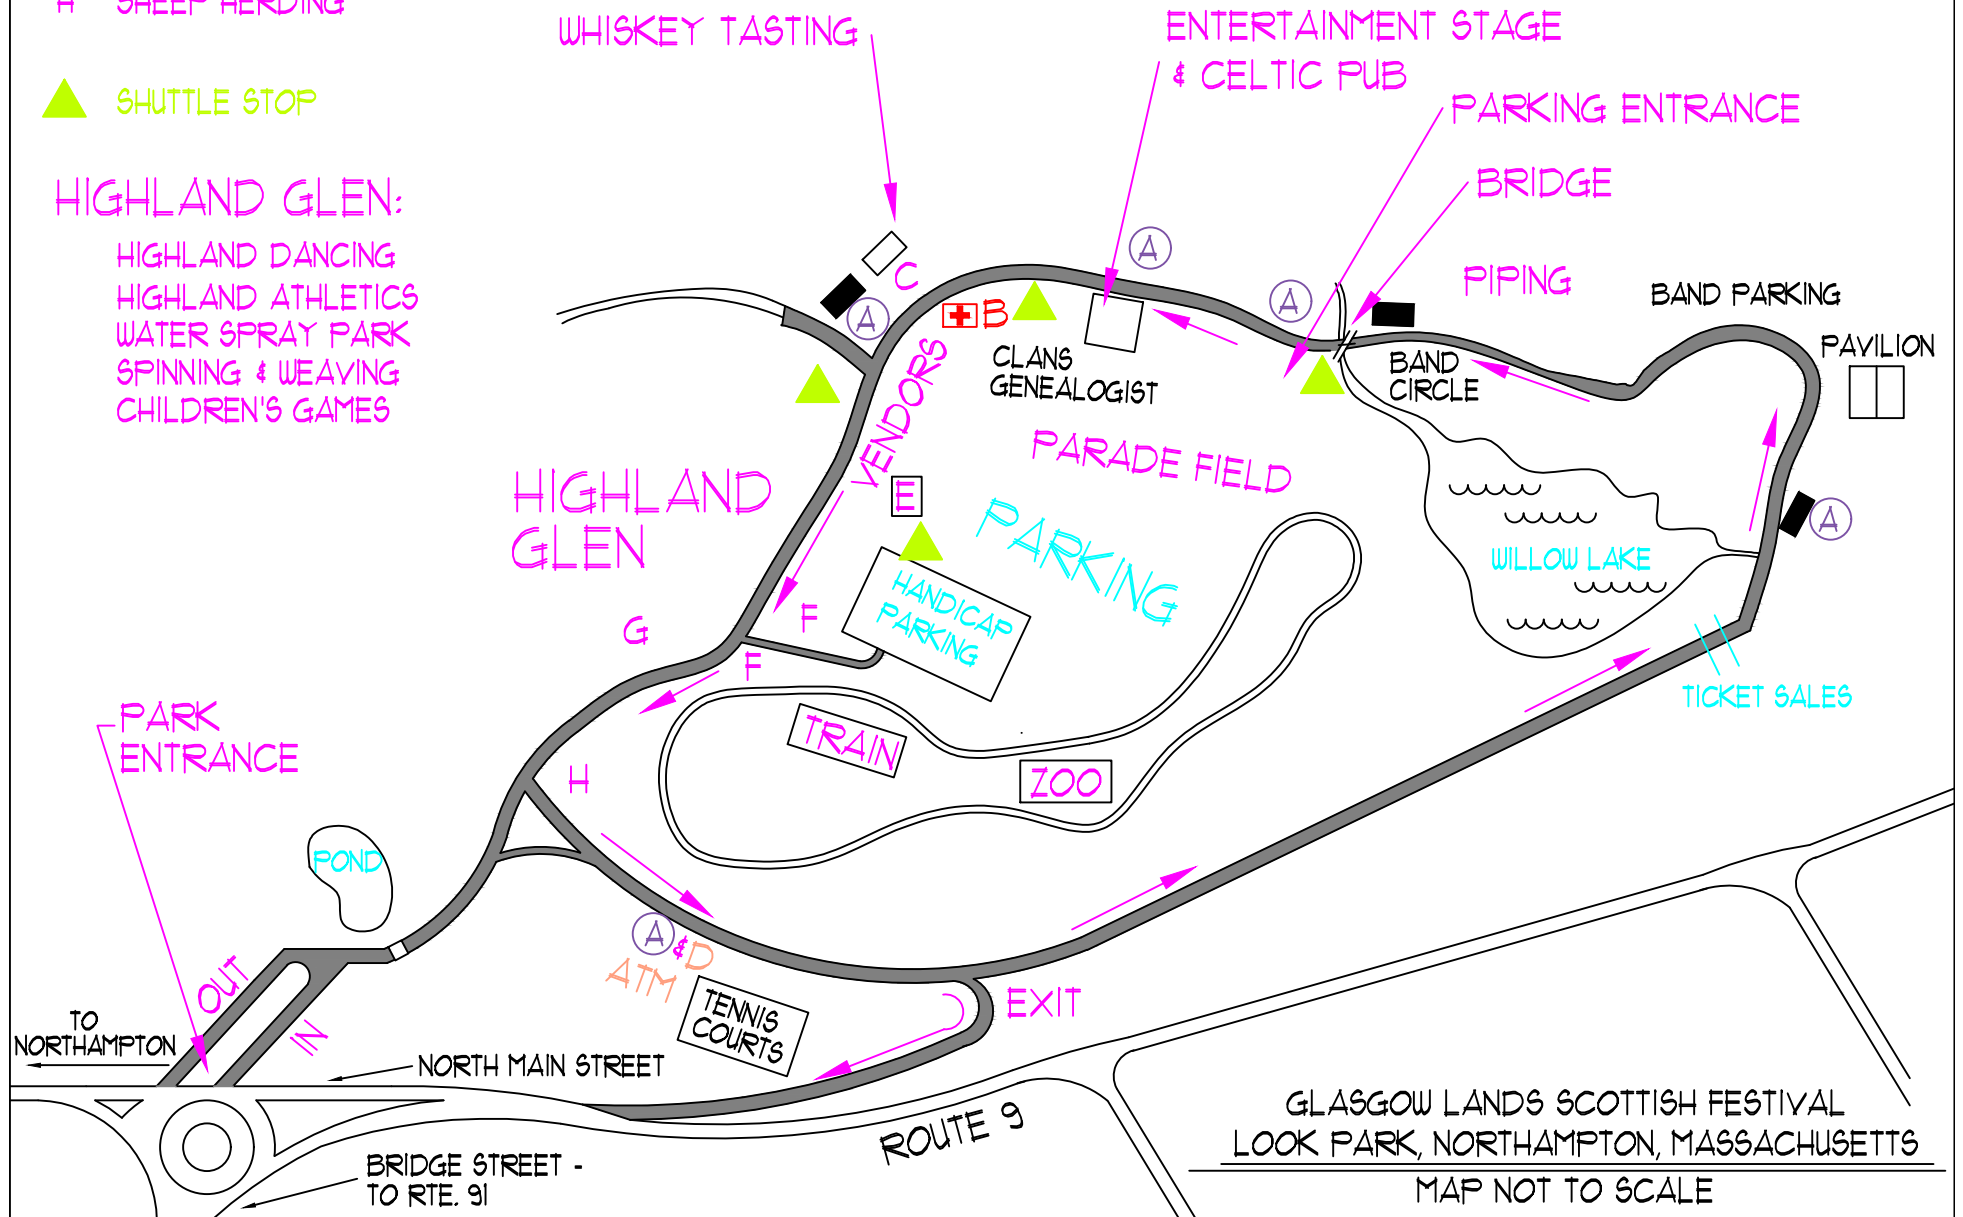 H SHEEP HERDING
SHUTTLE STOP
HIGHLAND GLEN:
HIGHLAND DANCING
HIGHLAND ATHLETICS
WATER SPRAY PARK
SPINNING & WEAVING
CHILDREN'S GAMES
WHISKEY TASTING
ENTERTAINMENT STAGE
& CELTIC PUB
PARKING ENTRANCE
BRIDGE
PIPING
BAND PARKING
PAVILION
A
A
C
A
B
CLANS
GENEALOGIST
BAND
CIRCLE
VENDORS
PARADE FIELD
HIGHLAND
GLEN
E
PARKING
A
WILLOW LAKE
HANDICAP
PARKING
F
G
F
TICKET SALES
PARK
ENTRANCE
TRAIN
H
ZOO
POND
A & D
ATM
OUT
IN
TENNIS
COURTS
EXIT
TO
NORTHAMPTON
NORTH MAIN STREET
ROUTE 9
BRIDGE STREET -
TO RTE. 91
GLASGOW LANDS SCOTTISH FESTIVAL
LOOK PARK, NORTHAMPTON, MASSACHUSETTS
MAP NOT TO SCALE